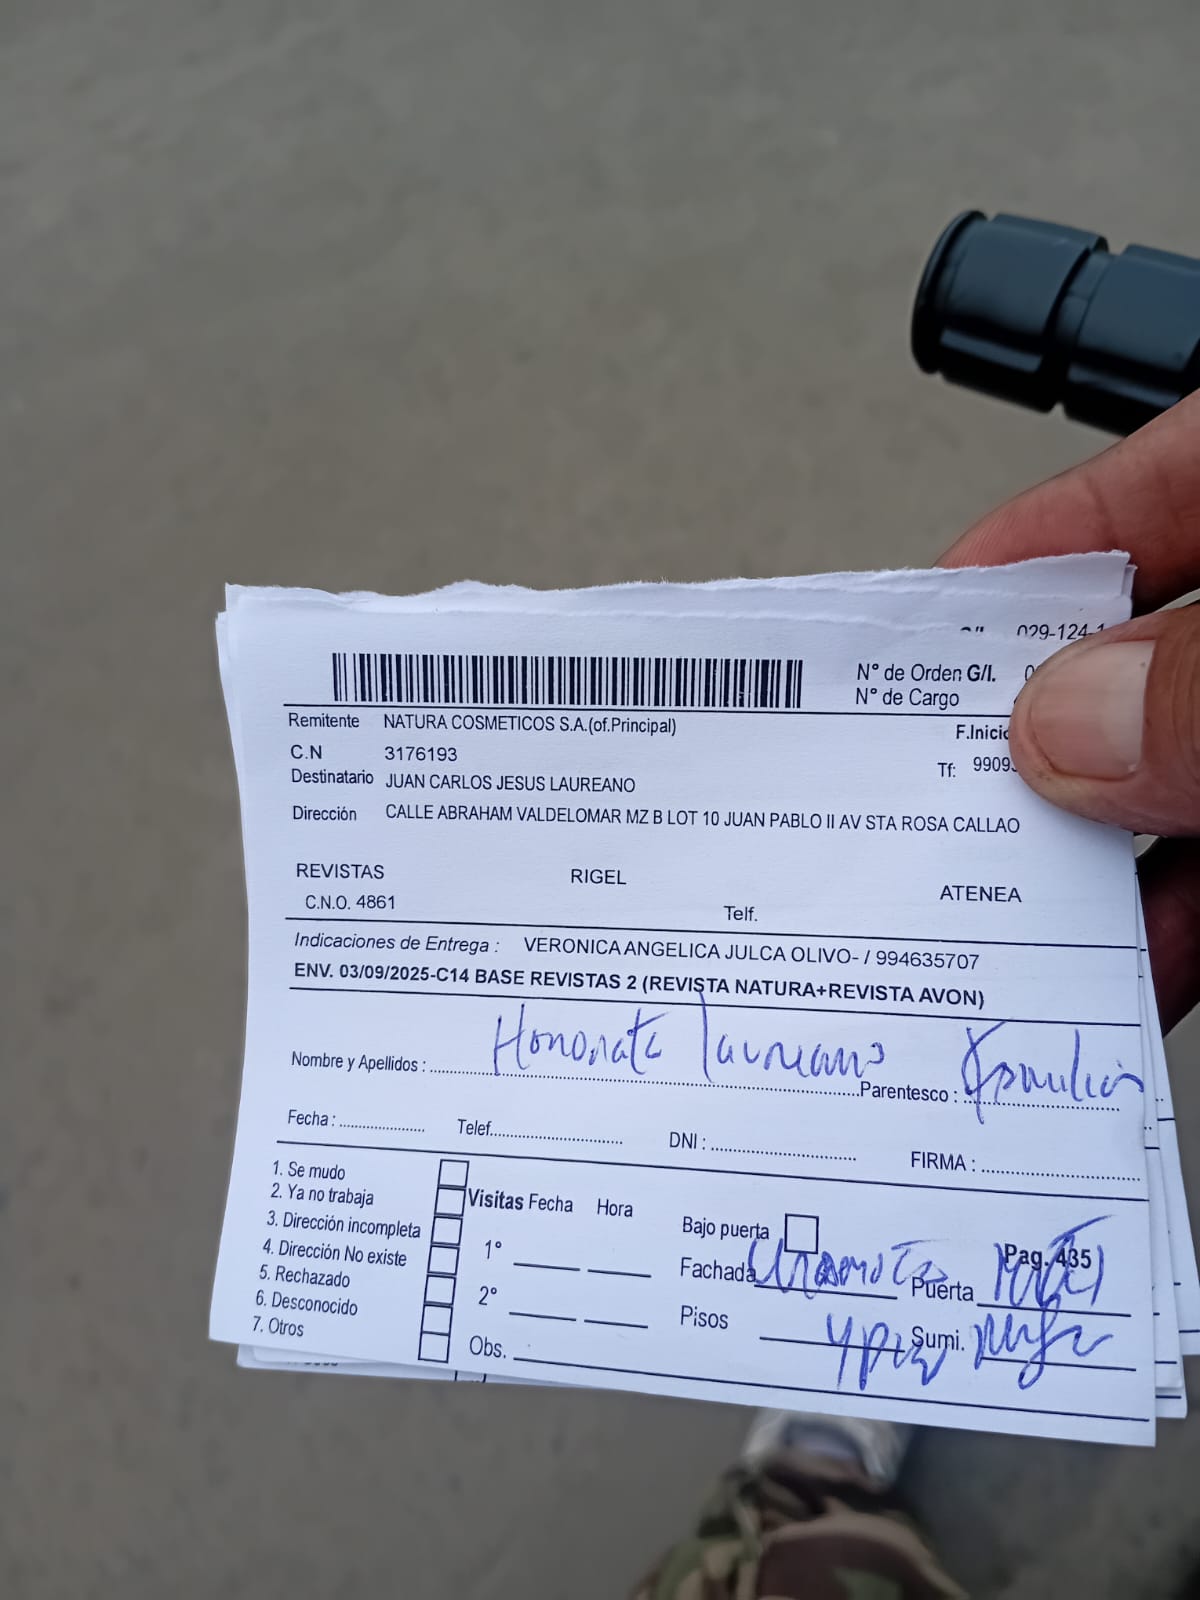 029-124-
N° de Orden G/I.
N° de Cargo
Remitente NATURA COSMETICOS S.A.(of.Principal)
F.Inicio
C.N 3176193
Tf: 9909
Destinatario JUAN CARLOS JESUS LAUREANO
Dirección CALLE ABRAHAM VALDELOMAR MZ B LOT 10 JUAN PABLO II AV STA ROSA CALLAO
REVISTAS RIGEL ATENEA
C.N.O. 4861 Telf.
Indicaciones de Entrega : VERONICA ANGELICA JULCA OLIVO- / 994635707
ENV. 03/09/2025-C14 BASE REVISTAS 2 (REVISTA NATURA+REVISTA AVON)
Nombre y Apellidos : Honorata Laureano Parentesco : Familia
Fecha : Telef. DNI : FIRMA :
1. Se mudo
2. Ya no trabaja
3. Dirección incompleta
4. Dirección No existe
5. Rechazado
6. Desconocido
7. Otros
Visitas Fecha Hora
1°
2°
Obs.
Bajo puerta
Fachada Puerta
Pag. 435
Pisos Sumi.